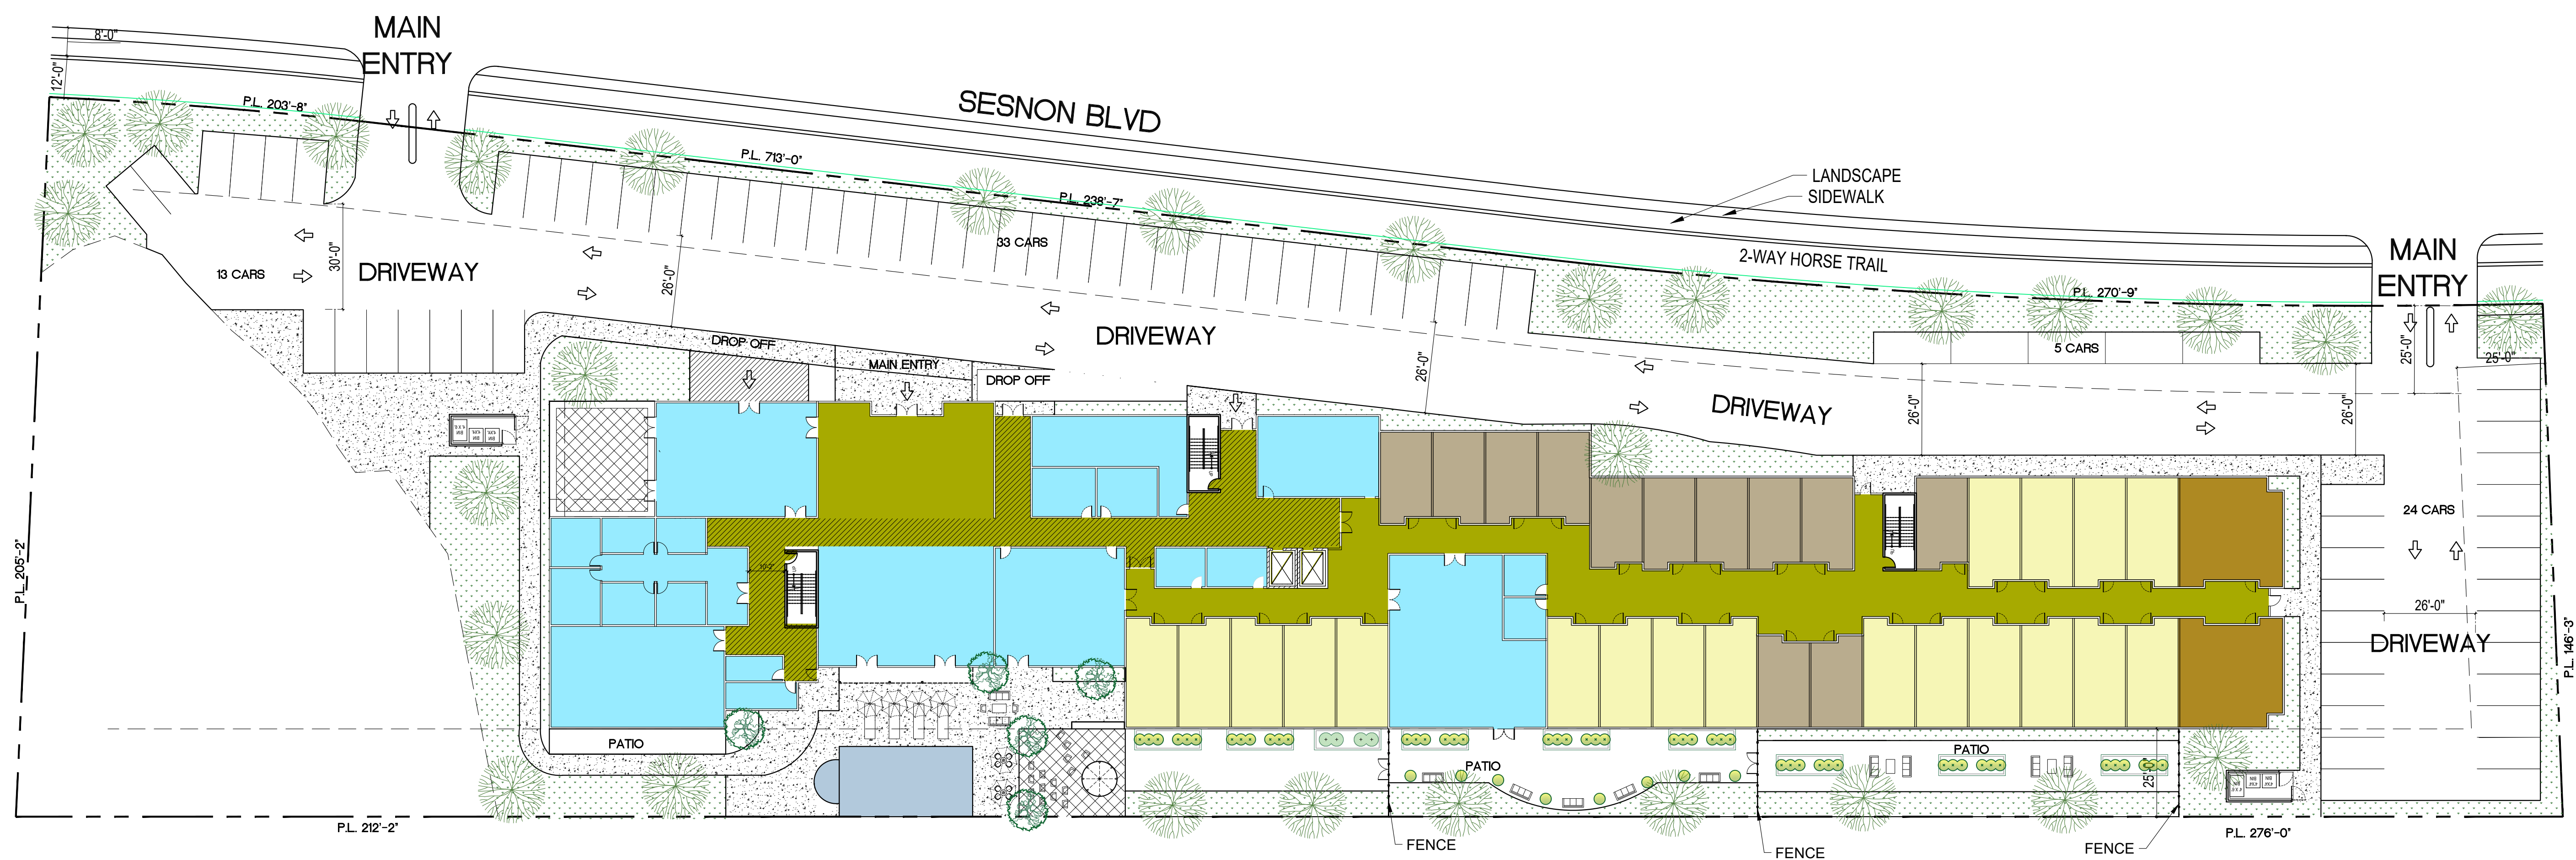 MAIN
ENTRY
8'-0"
12'-0"
P.L. 203'-8"
SESNON BLVD
P.L. 713'-0"
P.L. 238'-7"
LANDSCAPE
SIDEWALK
2-WAY HORSE TRAIL
MAIN
ENTRY
P.L. 270'-9"
13 CARS
30'-0"
DRIVEWAY
26'-0"
33 CARS
DRIVEWAY
26'-0"
5 CARS
25'-0"
25'-0"
DROP OFF
MAIN ENTRY
DROP OFF
DRIVEWAY
26'-0"
26'-0"
24 CARS
P.L. 205'-2"
26'-0"
DRIVEWAY
P.L. 146'-3"
PATIO
PATIO
PATIO
25'-0"
P.L. 212'-2"
FENCE
FENCE
FENCE
P.L. 276'-0"